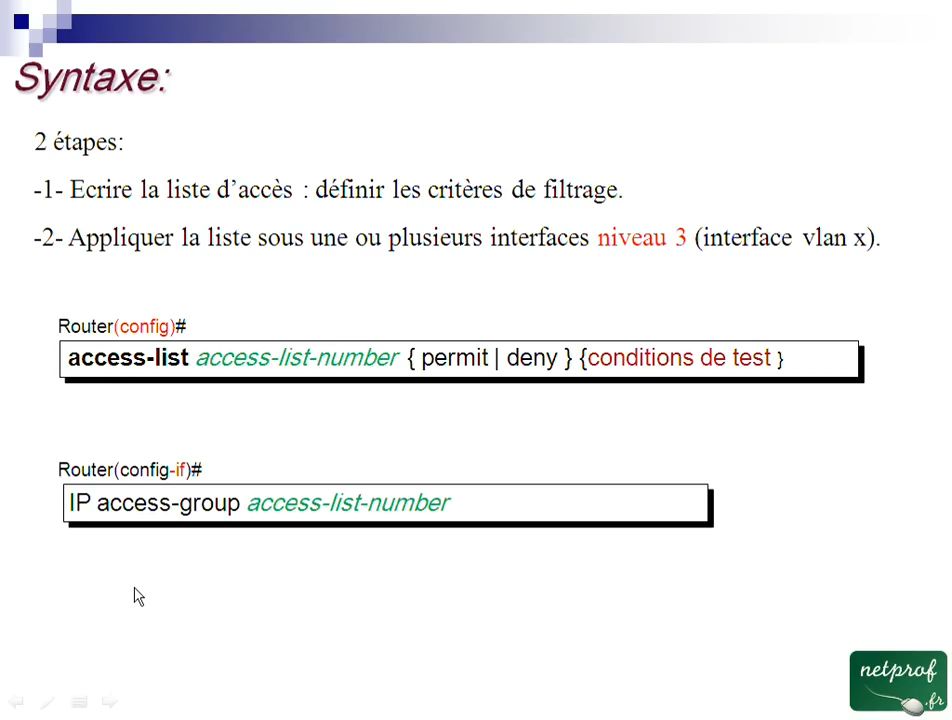 Syntaxe:
2 étapes:
-1- Ecrire la liste d’accès : définir les critères de filtrage.
-2- Appliquer la liste sous une ou plusieurs interfaces niveau 3 (interface vlan x).
Router(config)#
access-list access-list-number { permit | deny } {conditions de test }
Router(config-if)#
IP access-group access-list-number
netprof
.fr